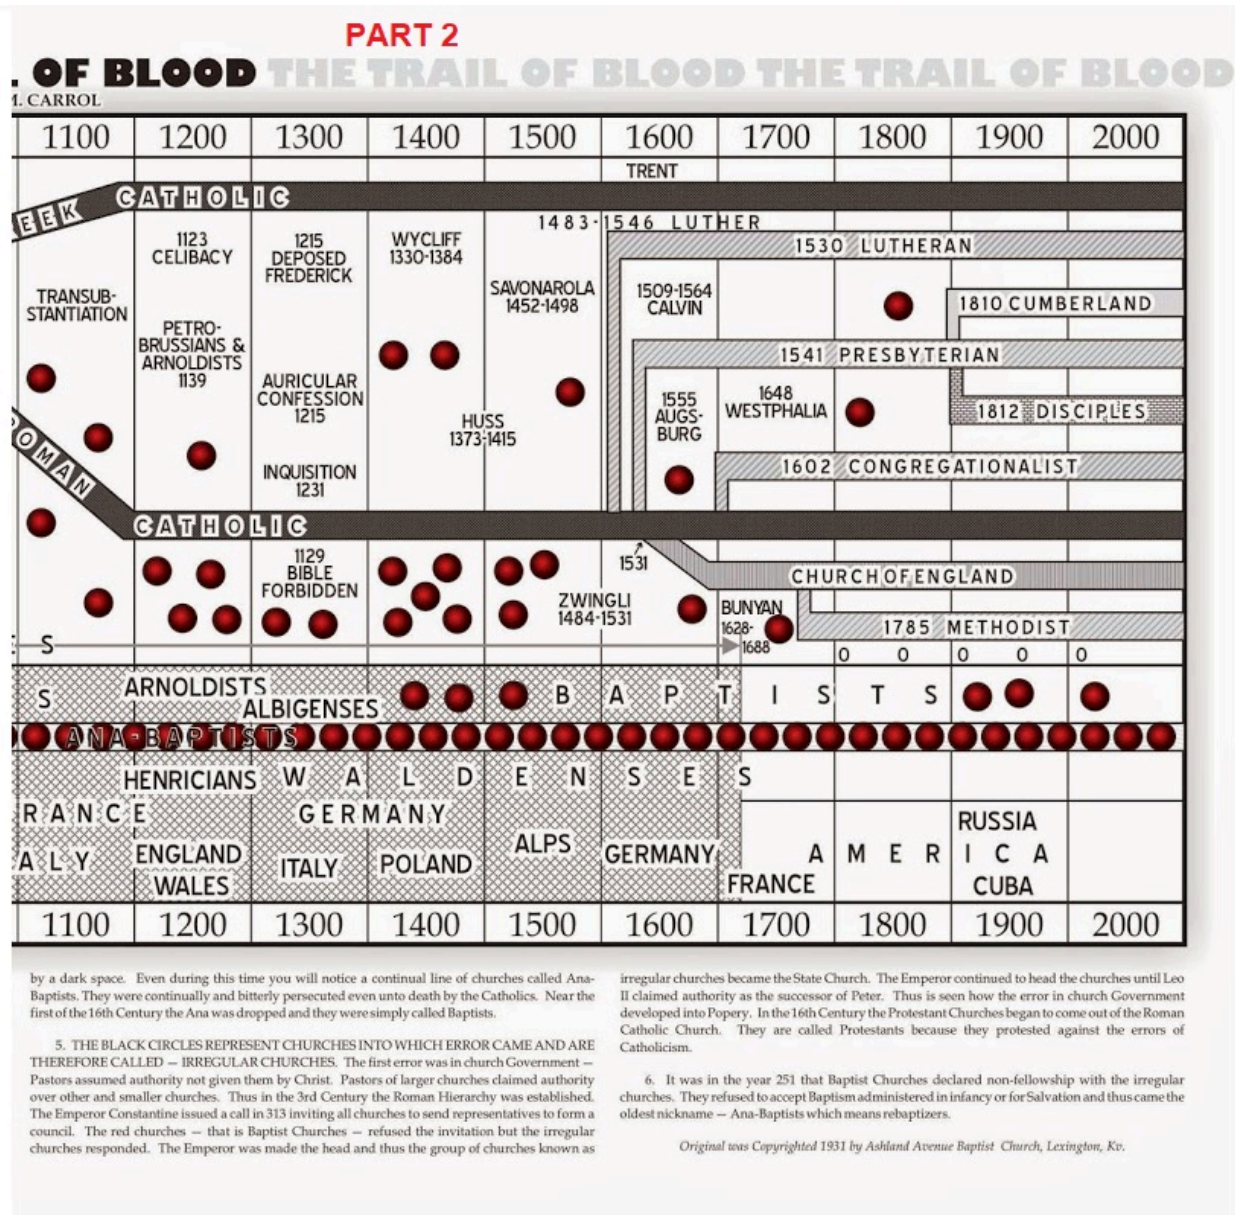 PART 2
. OF BLOOD THE TRAIL OF BLOOD THE TRAIL OF BLOOD
M. CARROL
1100 1200 1300 1400 1500 1600 1700 1800 1900 2000
TRENT
EEK CATHOLIC
1483-1546 LUTHER
1123
CELIBACY
1215
DEPOSED
FREDERICK
WYCLIFF
1330-1384
1530 LUTHERAN
TRANSUB-
STANTIATION
SAVONAROLA
1452-1498
1509-1564
CALVIN
1810 CUMBERLAND
PETRO-
BRUSSIANS &
ARNOLDISTS
1139
1541 PRESBYTERIAN
AURICULAR
CONFESSION
1215
HUSS
1373-1415
1555
AUGS-
BURG
1648
WESTPHALIA
1812 DISCIPLES
INQUISITION
1231
1602 CONGREGATIONALIST
ROMAN CATHOLIC
1129
BIBLE
FORBIDDEN
1531
CHURCH OF ENGLAND
ZWINGLI
1484-1531
BUNYAN
1628-
1688
1785 METHODIST
E S
O O O O O
S ARNOLDISTS
ALBIGENSES
B A P T I S T S
ANA-BAPTISTS
HENRICIANS W A L D E N S E S
RANCE GERMANY RUSSIA
ALY ENGLAND ITALY POLAND ALPS GERMANY A M E R I C A
WALES FRANCE CUBA
1100 1200 1300 1400 1500 1600 1700 1800 1900 2000
by a dark space. Even during this time you will notice a continual line of churches called Ana-
Baptists. They were continually and bitterly persecuted even unto death by the Catholics. Near the
first of the 16th Century the Ana was dropped and they were simply called Baptists.
5. THE BLACK CIRCLES REPRESENT CHURCHES INTO WHICH ERROR CAME AND ARE
THEREFORE CALLED — IRREGULAR CHURCHES. The first error was in church Government —
Pastors assumed authority not given them by Christ. Pastors of larger churches claimed authority
over other and smaller churches. Thus in the 3rd Century the Roman Hierarchy was established.
The Emperor Constantine issued a call in 313 inviting all churches to send representatives to form a
council. The red churches — that is Baptist Churches — refused the invitation but the irregular
churches responded. The Emperor was made the head and thus the group of churches known as
irregular churches became the State Church. The Emperor continued to head the churches until Leo
II claimed authority as the successor of Peter. Thus is seen how the error in church Government
developed into Popery. In the 16th Century the Protestant Churches began to come out of the Roman
Catholic Church. They are called Protestants because they protested against the errors of
Catholicism.
6. It was in the year 251 that Baptist Churches declared non-fellowship with the irregular
churches. They refused to accept Baptism administered in infancy or for Salvation and thus came the
oldest nickname — Ana-Baptists which means rebaptizers.
Original was Copyrighted 1931 by Ashland Avenue Baptist Church, Lexington, Kv.